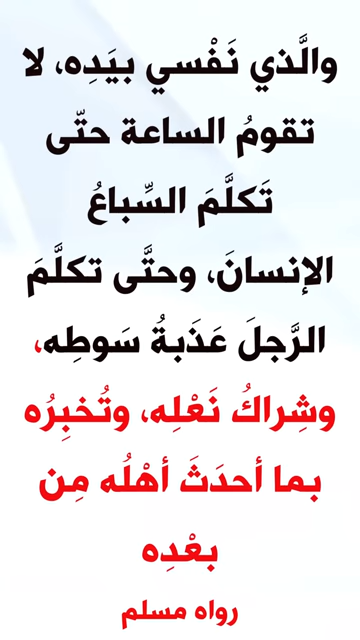 والَّذي نَفْسي بيَدِه، لا
تقومُ الساعة حتّى
تَكلَّمَ السِّباعُ
الإنسانَ، وحتَّى تكلَّمَ
الرَّجلَ عَذَبةُ سَوطِه،
وشِراكُ نَعْلِه، وتُخبِرُه
بما أحدَثَ أهْلُه مِن
بعْدِه
رواه مسلم